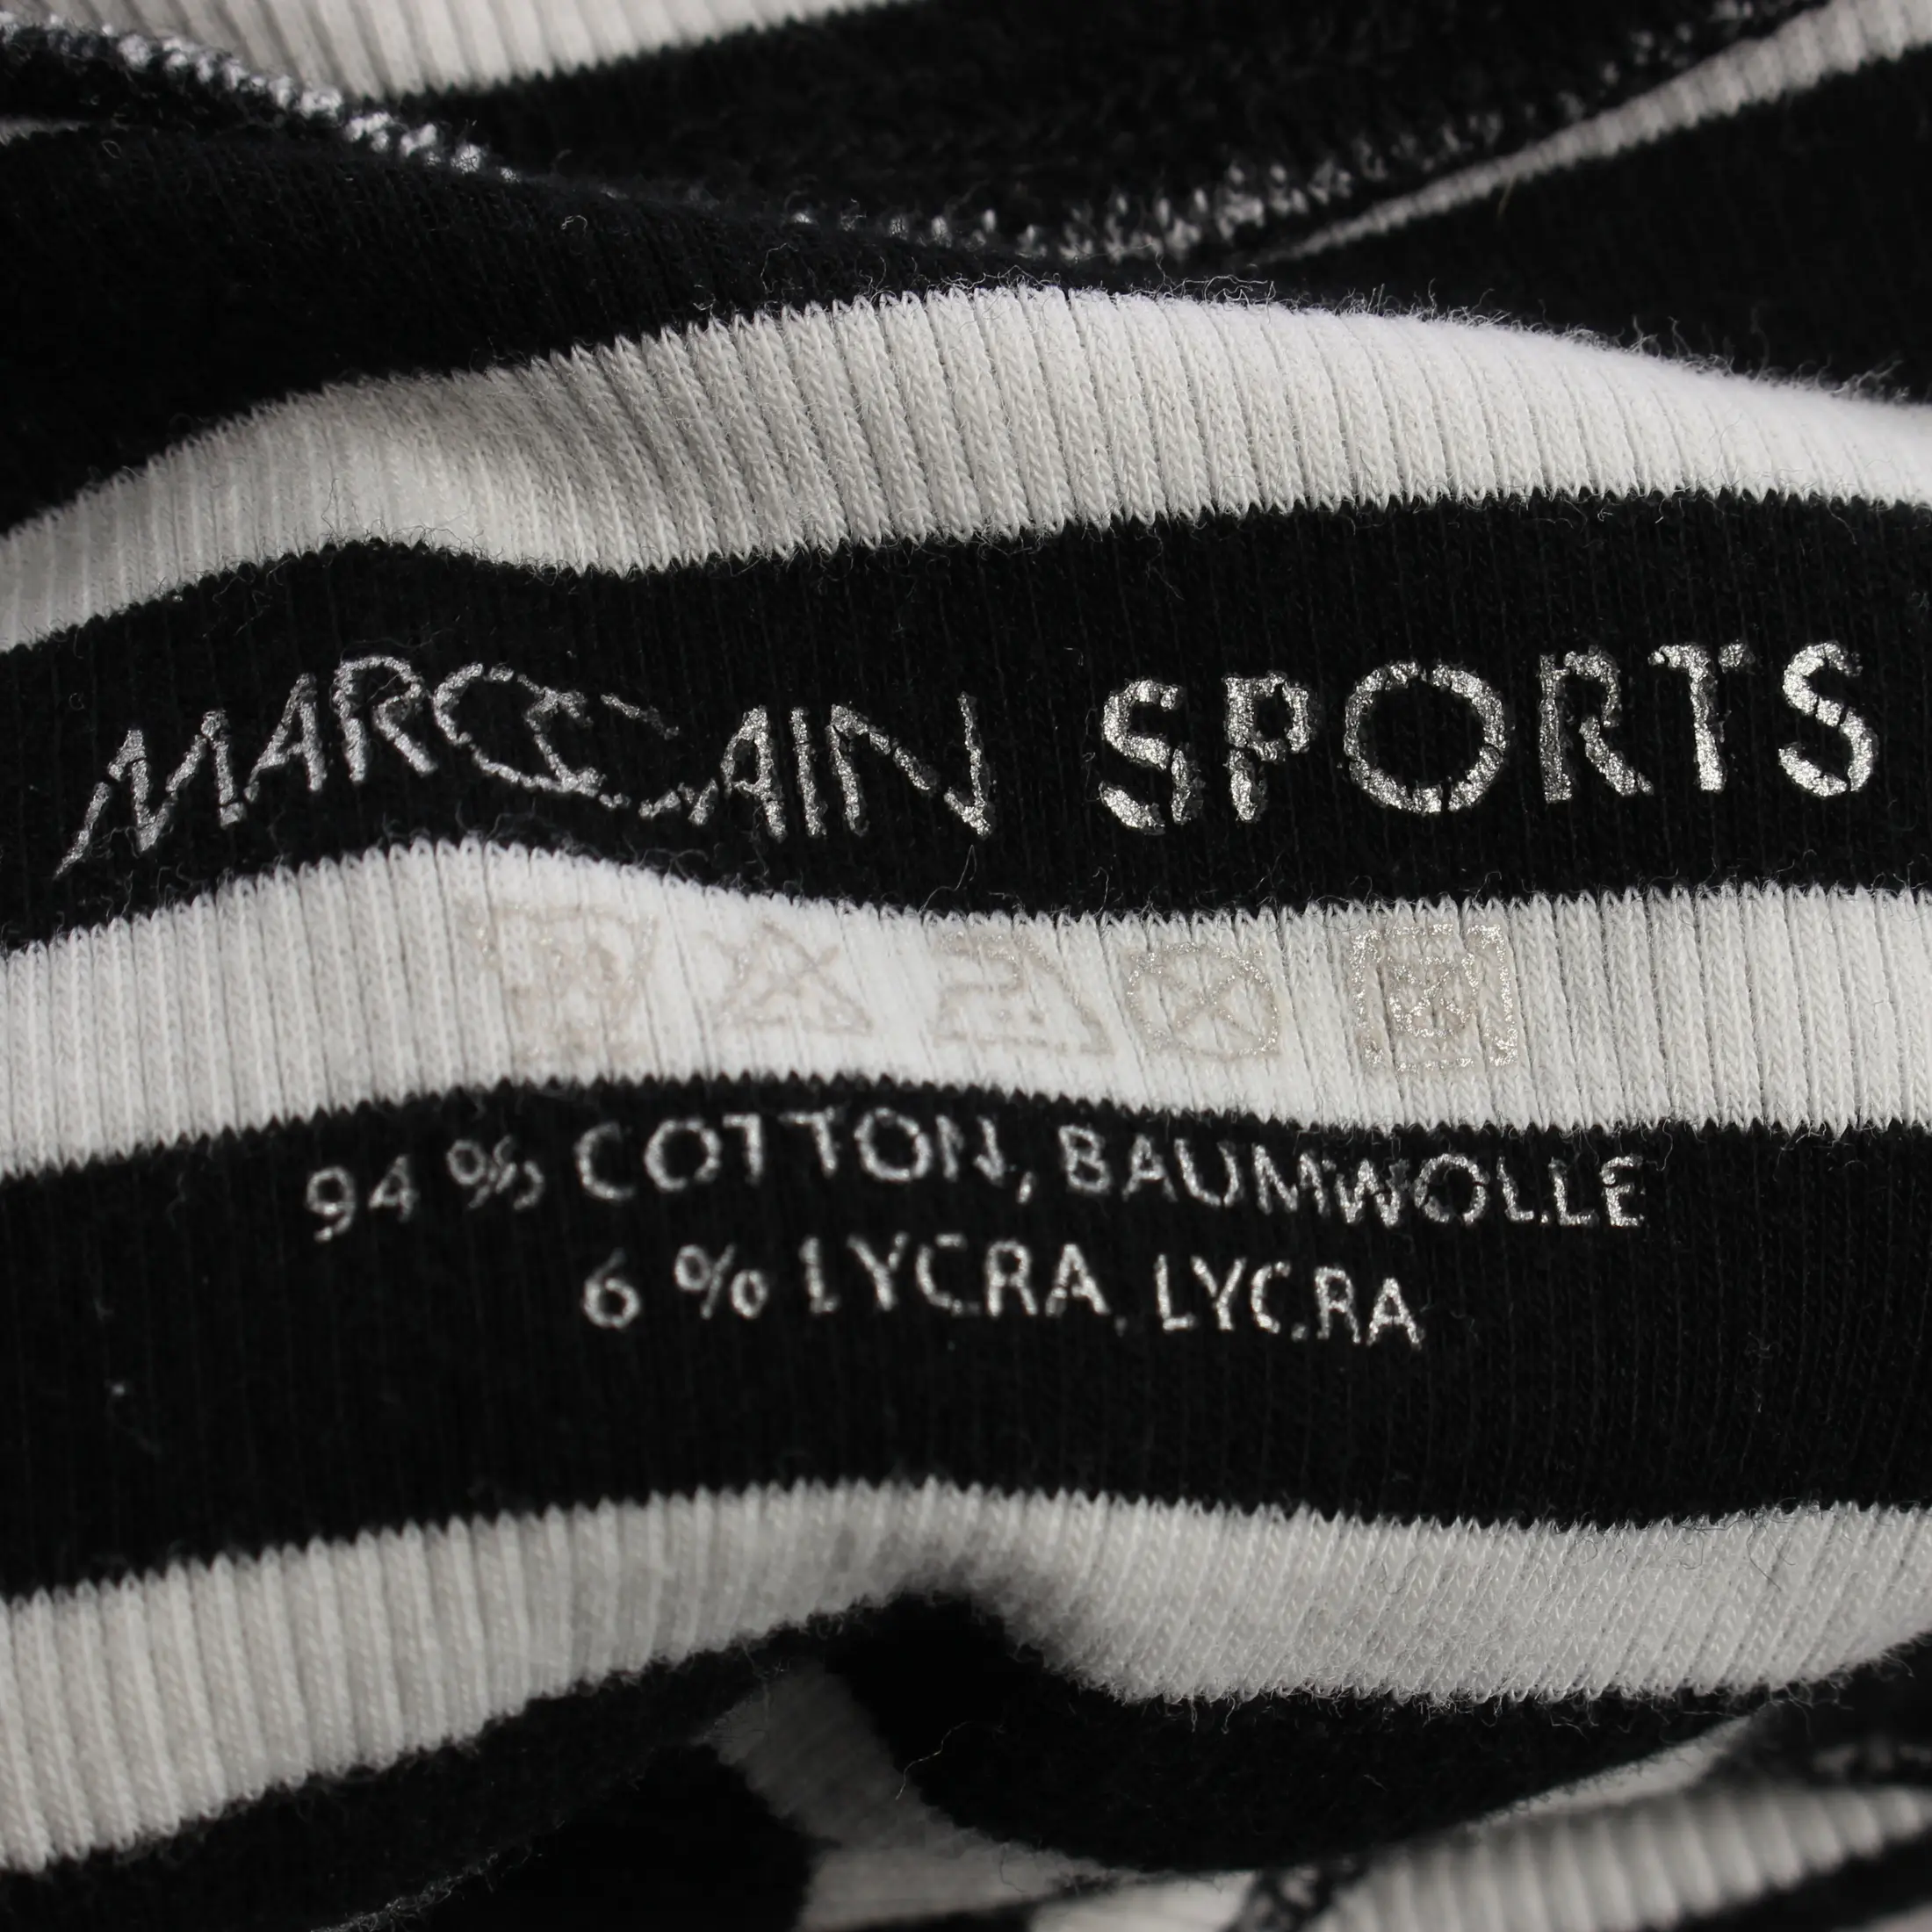 MARCCAIN SPORTS
94 % COTTON, BAUMWOLLE
6 % LYCRA, LYCRA